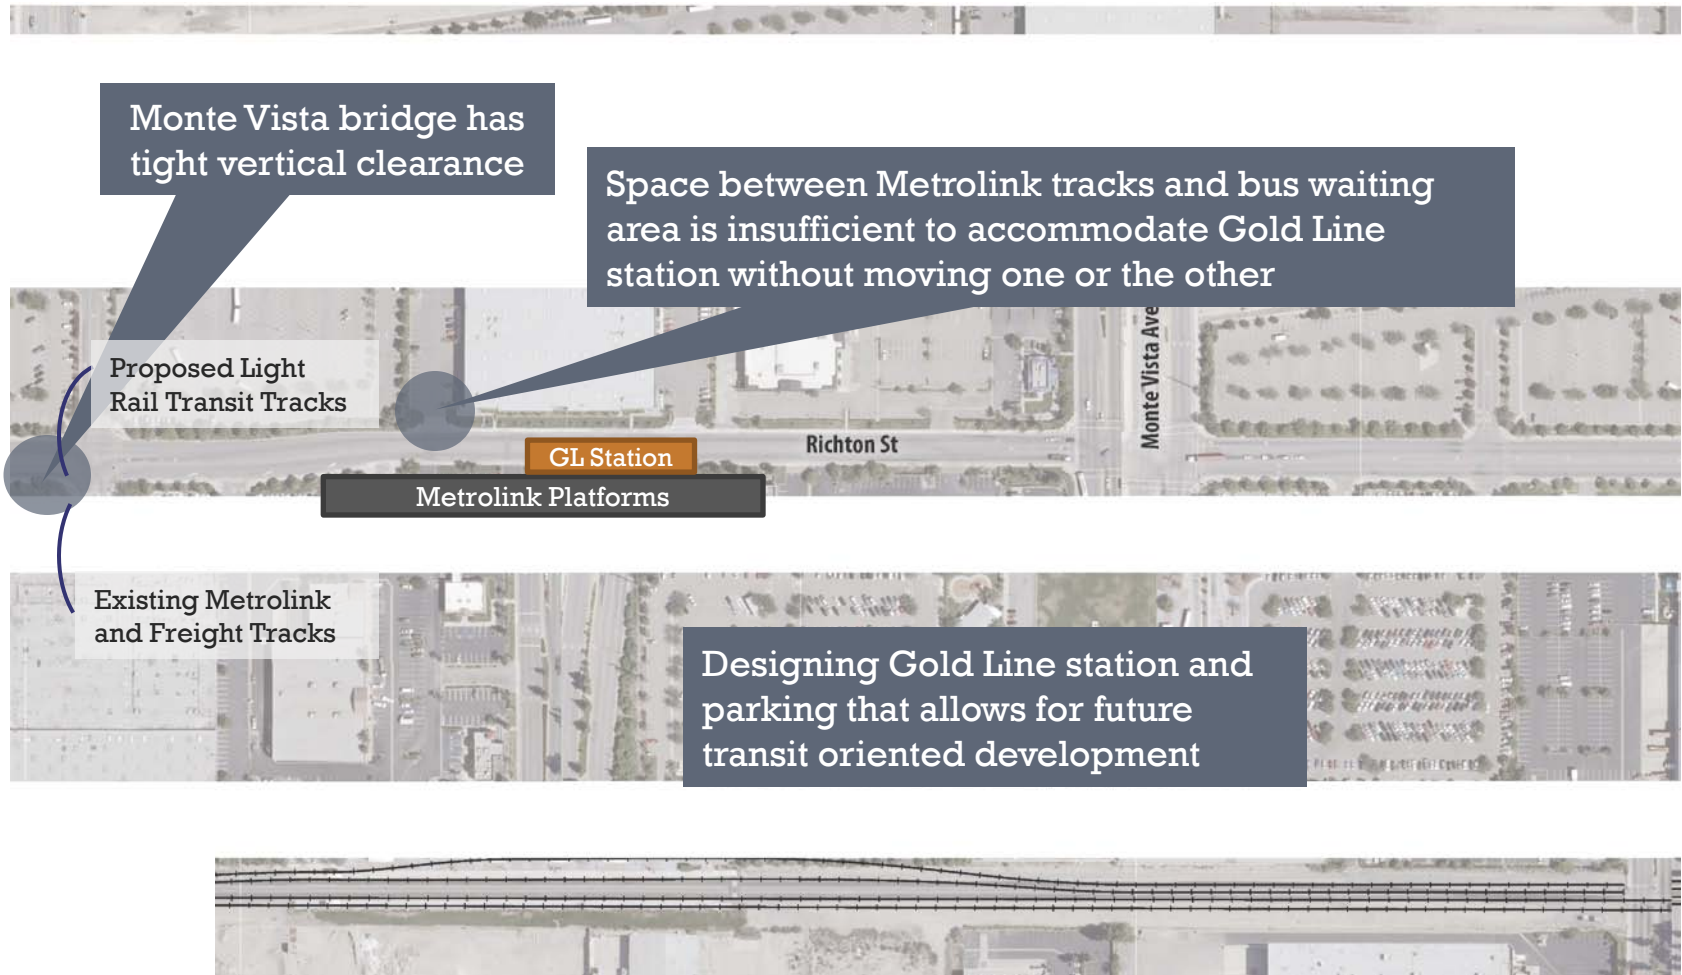 Monte Vista bridge has
tight vertical clearance
Space between Metrolink tracks and bus waiting
area is insufficient to accommodate Gold Line
station without moving one or the other
Monte Vista Ave
Proposed Light
Rail Transit Tracks
Richton St
GL Station
Metrolink Platforms
Existing Metrolink
and Freight Tracks
Designing Gold Line station and
parking that allows for future
transit oriented development